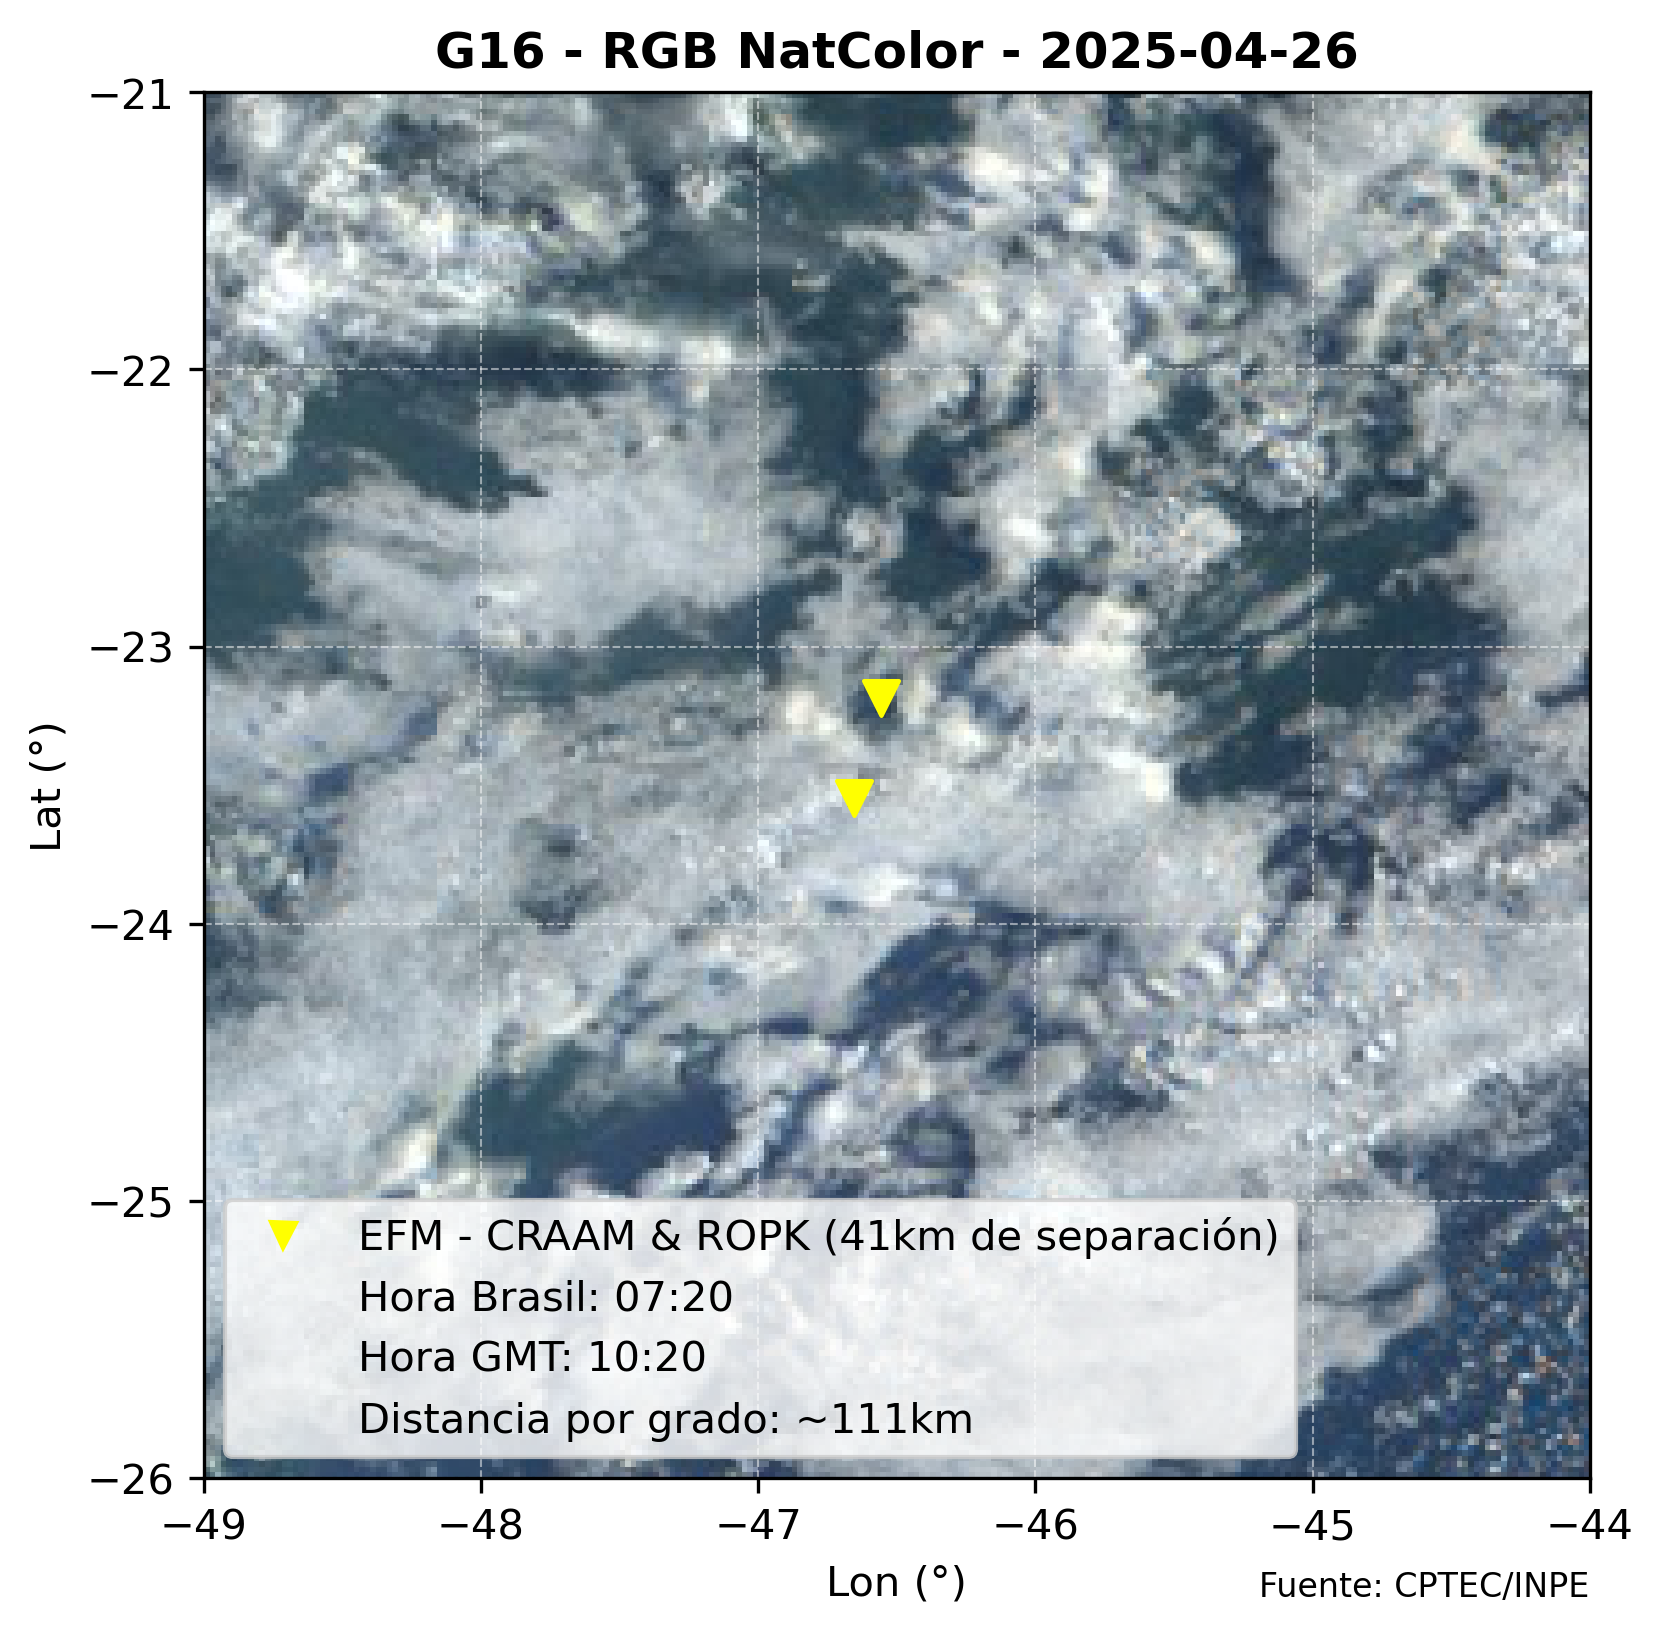 G16 - RGB NatColor - 2025-04-26
−21
−22
−23
−24
−25
−26
Lat (°)
EFM - CRAAM & ROPK (41km de separación)
Hora Brasil: 07:20
Hora GMT: 10:20
Distancia por grado: ~111km
−49
−48
−47
−46
−45
−44
Lon (°)
Fuente: CPTEC/INPE